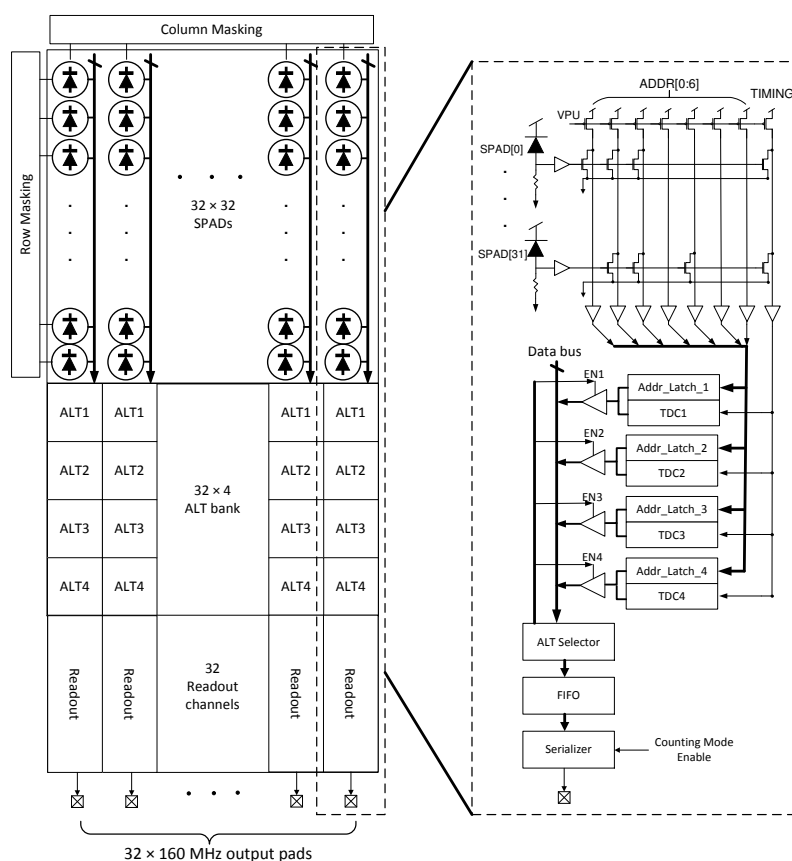 Column Masking
Row Masking
32 × 32
SPADs
ALT1
ALT1
ALT1
ALT1
ALT2
ALT2
ALT2
ALT2
32 × 4
ALT bank
ALT3
ALT3
ALT3
ALT3
ALT4
ALT4
ALT4
ALT4
Readout
Readout
32
Readout
channels
Readout
Readout
32 × 160 MHz output pads
ADDR[0:6]
TIMING
VPU
SPAD[0]
SPAD[31]
Data bus
EN1
Addr_Latch_1
TDC1
EN2
Addr_Latch_2
TDC2
EN3
Addr_Latch_3
TDC3
EN4
Addr_Latch_4
TDC4
ALT Selector
FIFO
Serializer
Counting Mode
Enable